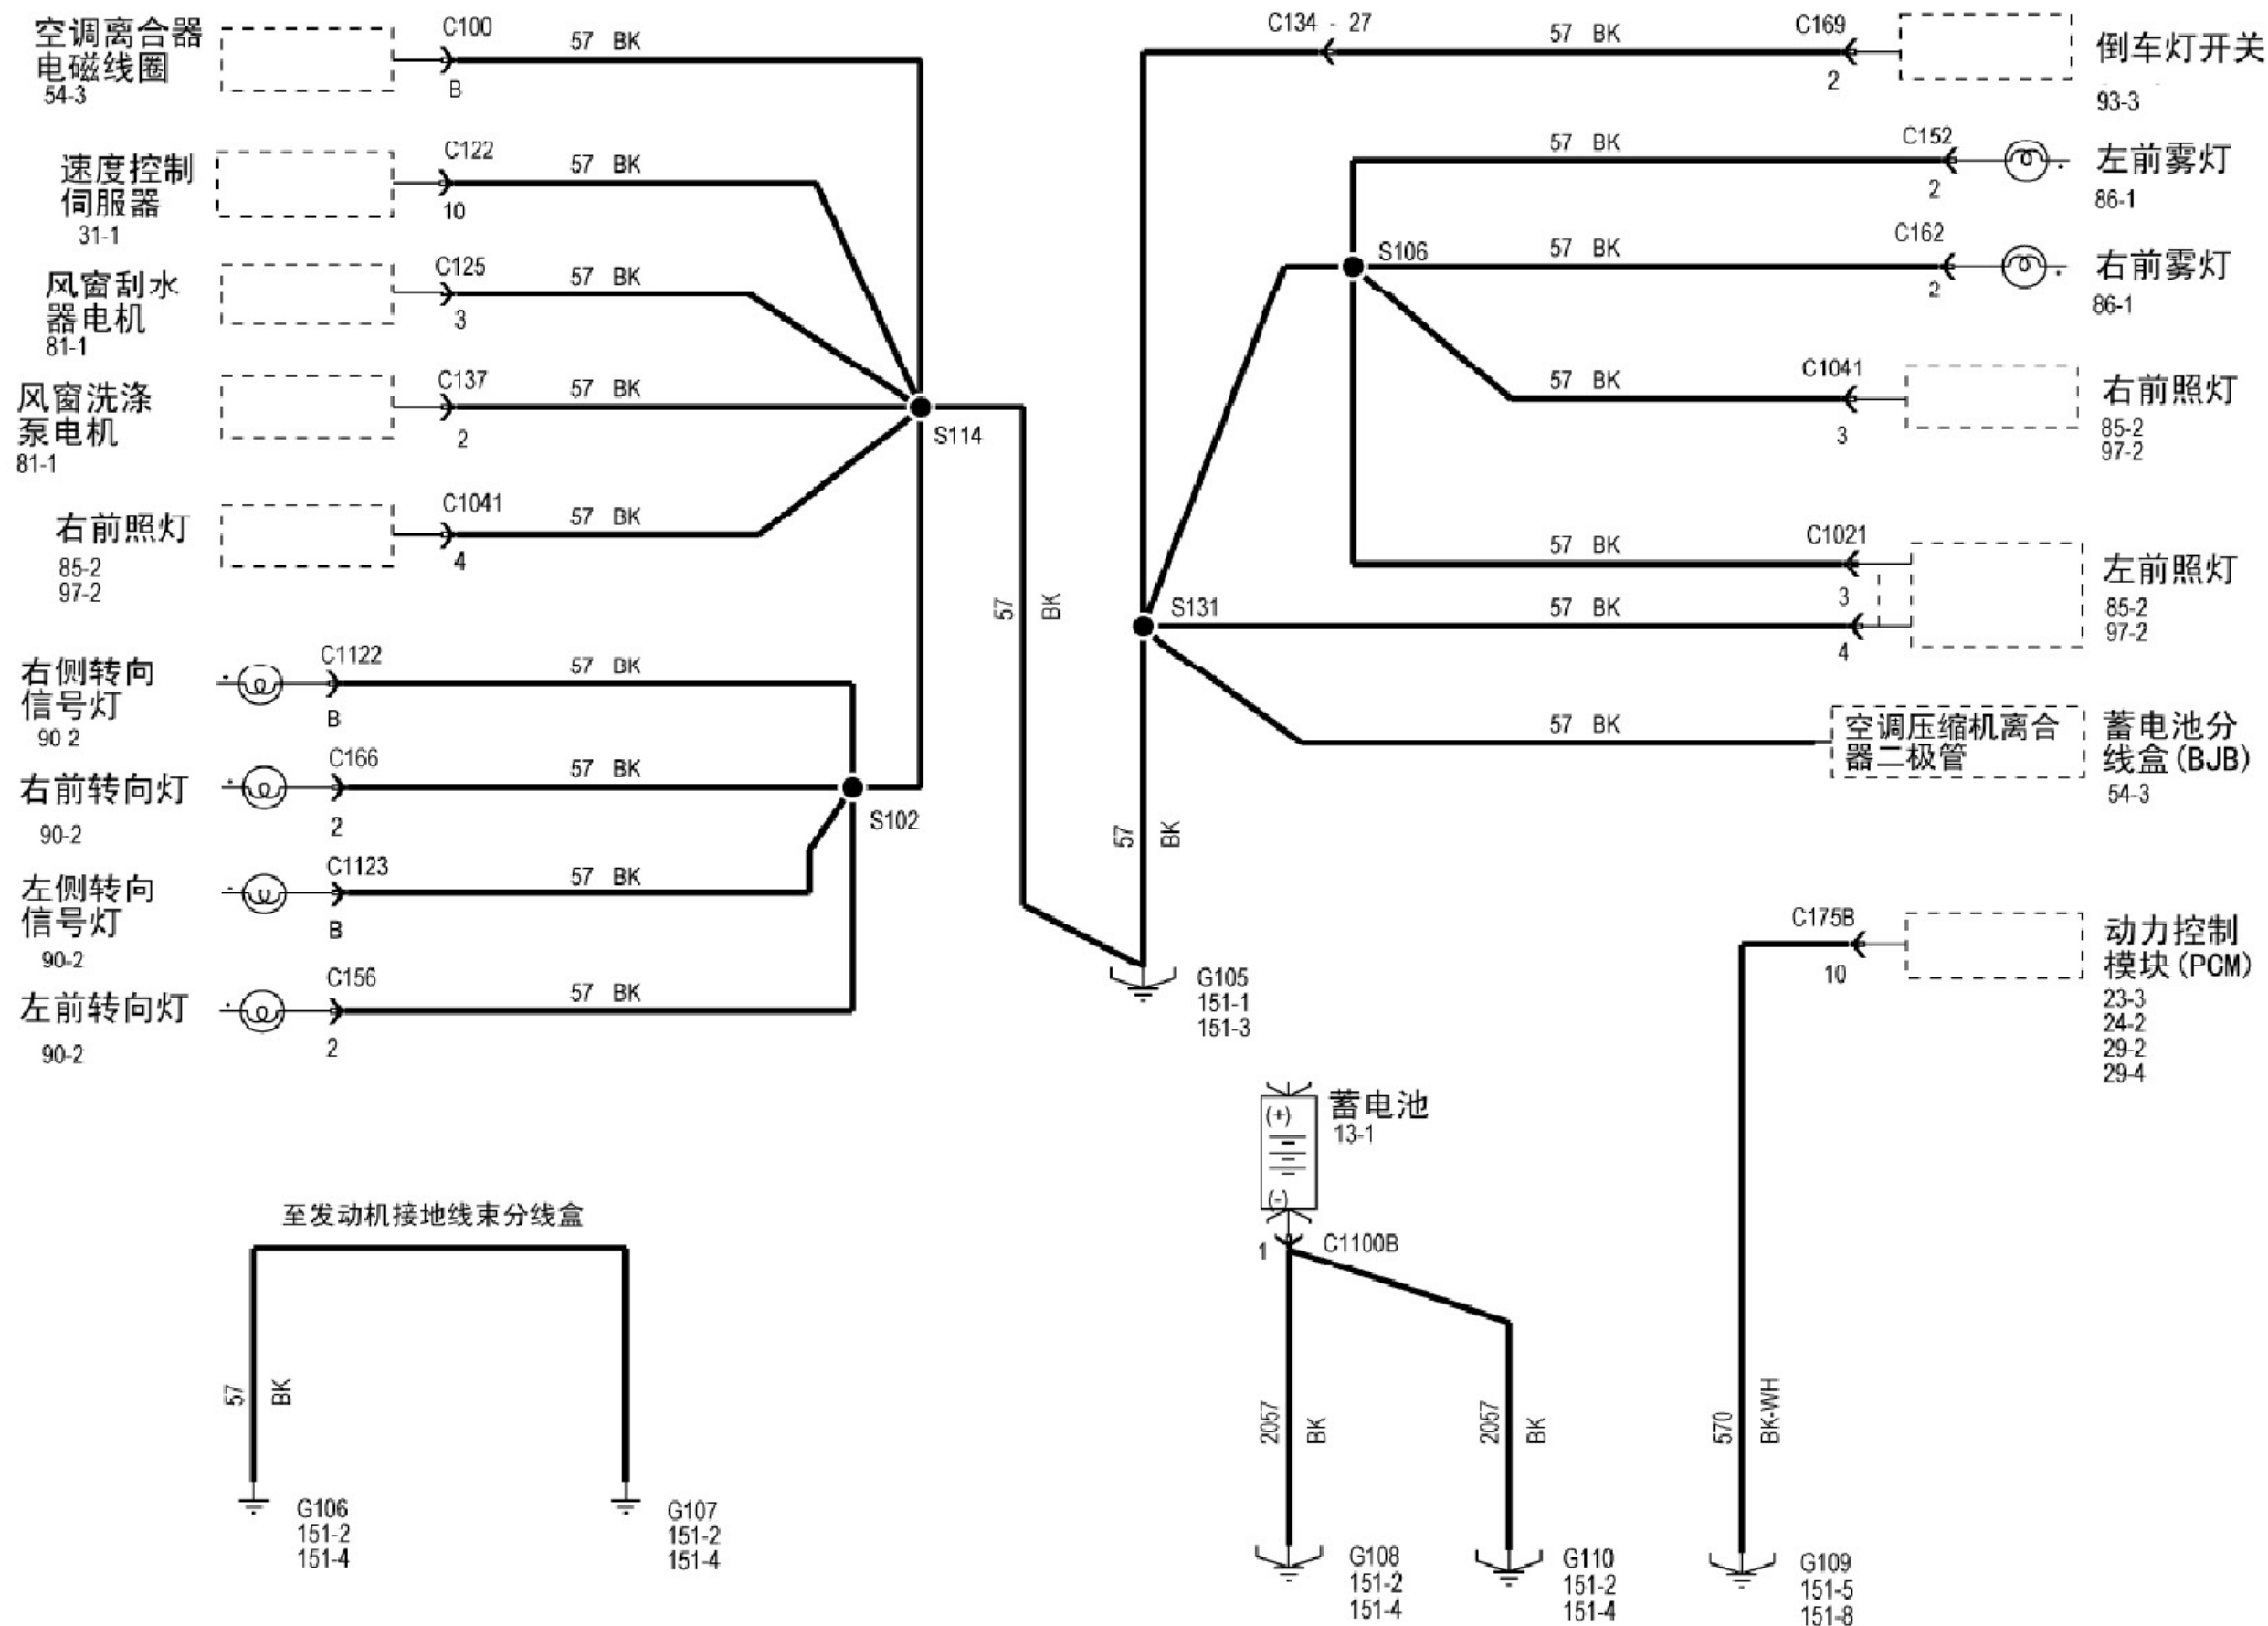 空调离合器
电磁线圈
54-3
C100
57 BK
B
速度控制
伺服器
31-1
C122
57 BK
10
风窗刮水
器电机
81-1
C125
57 BK
3
风窗洗涤
泵电机
81-1
C137
57 BK
2
S114
右前照灯
85-2
97-2
C1041
57 BK
4
57 BK
右侧转向
信号灯
90 2
C1122
57 BK
B
右前转向灯
90-2
C166
57 BK
2
S102
左侧转向
信号灯
90-2
C1123
57 BK
B
左前转向灯
90-2
C156
57 BK
2
C134 - 27
57 BK
C169
2
倒车灯开关
93-3
57 BK
C152
2
左前雾灯
86-1
S106
57 BK
C162
2
右前雾灯
86-1
57 BK
C1041
3
右前照灯
85-2
97-2
57 BK
C1021
3
左前照灯
85-2
97-2
S131
57 BK
4
57 BK
空调压缩机离合
器二极管
蓄电池分
线盒(BJB)
54-3
57 BK
G105
151-1
151-3
C175B
10
动力控制
模块(PCM)
23-3
24-2
29-2
29-4
(+)
(-)
蓄电池
13-1
1
C1100B
至发动机接地线束分线盒
57 BK
2057 BK
2057 BK
570 BK-WH
G106
151-2
151-4
G107
151-2
151-4
G108
151-2
151-4
G110
151-2
151-4
G109
151-5
151-8